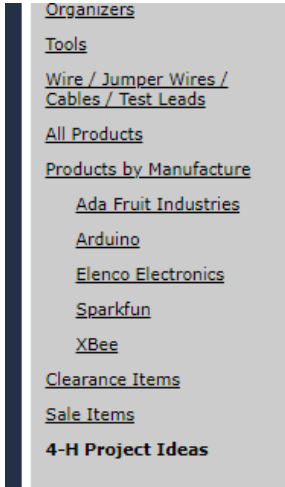 Organizers
Tools
Wire / Jumper Wires /
Cables / Test Leads
All Products
Products by Manufacture
Ada Fruit Industries
Arduino
Elenco Electronics
Sparkfun
XBee
Clearance Items
Sale Items
4-H Project Ideas